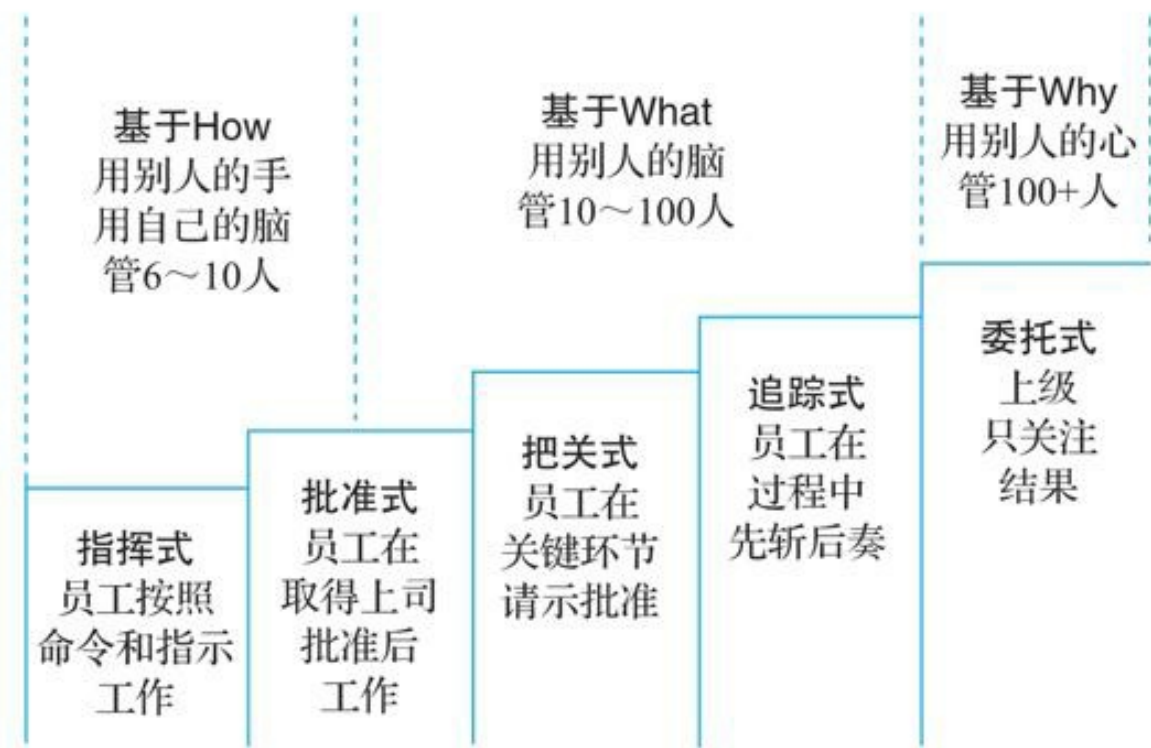 基于How
用别人的手
用自己的脑
管6～10人
基于What
用别人的脑
管10～100人
基于Why
用别人的心
管100+人
指挥式
员工按照
命令和指示
工作
批准式
员工在
取得上司
批准后
工作
把关式
员工在
关键环节
请示批准
追踪式
员工在
过程中
先斩后奏
委托式
上级
只关注
结果